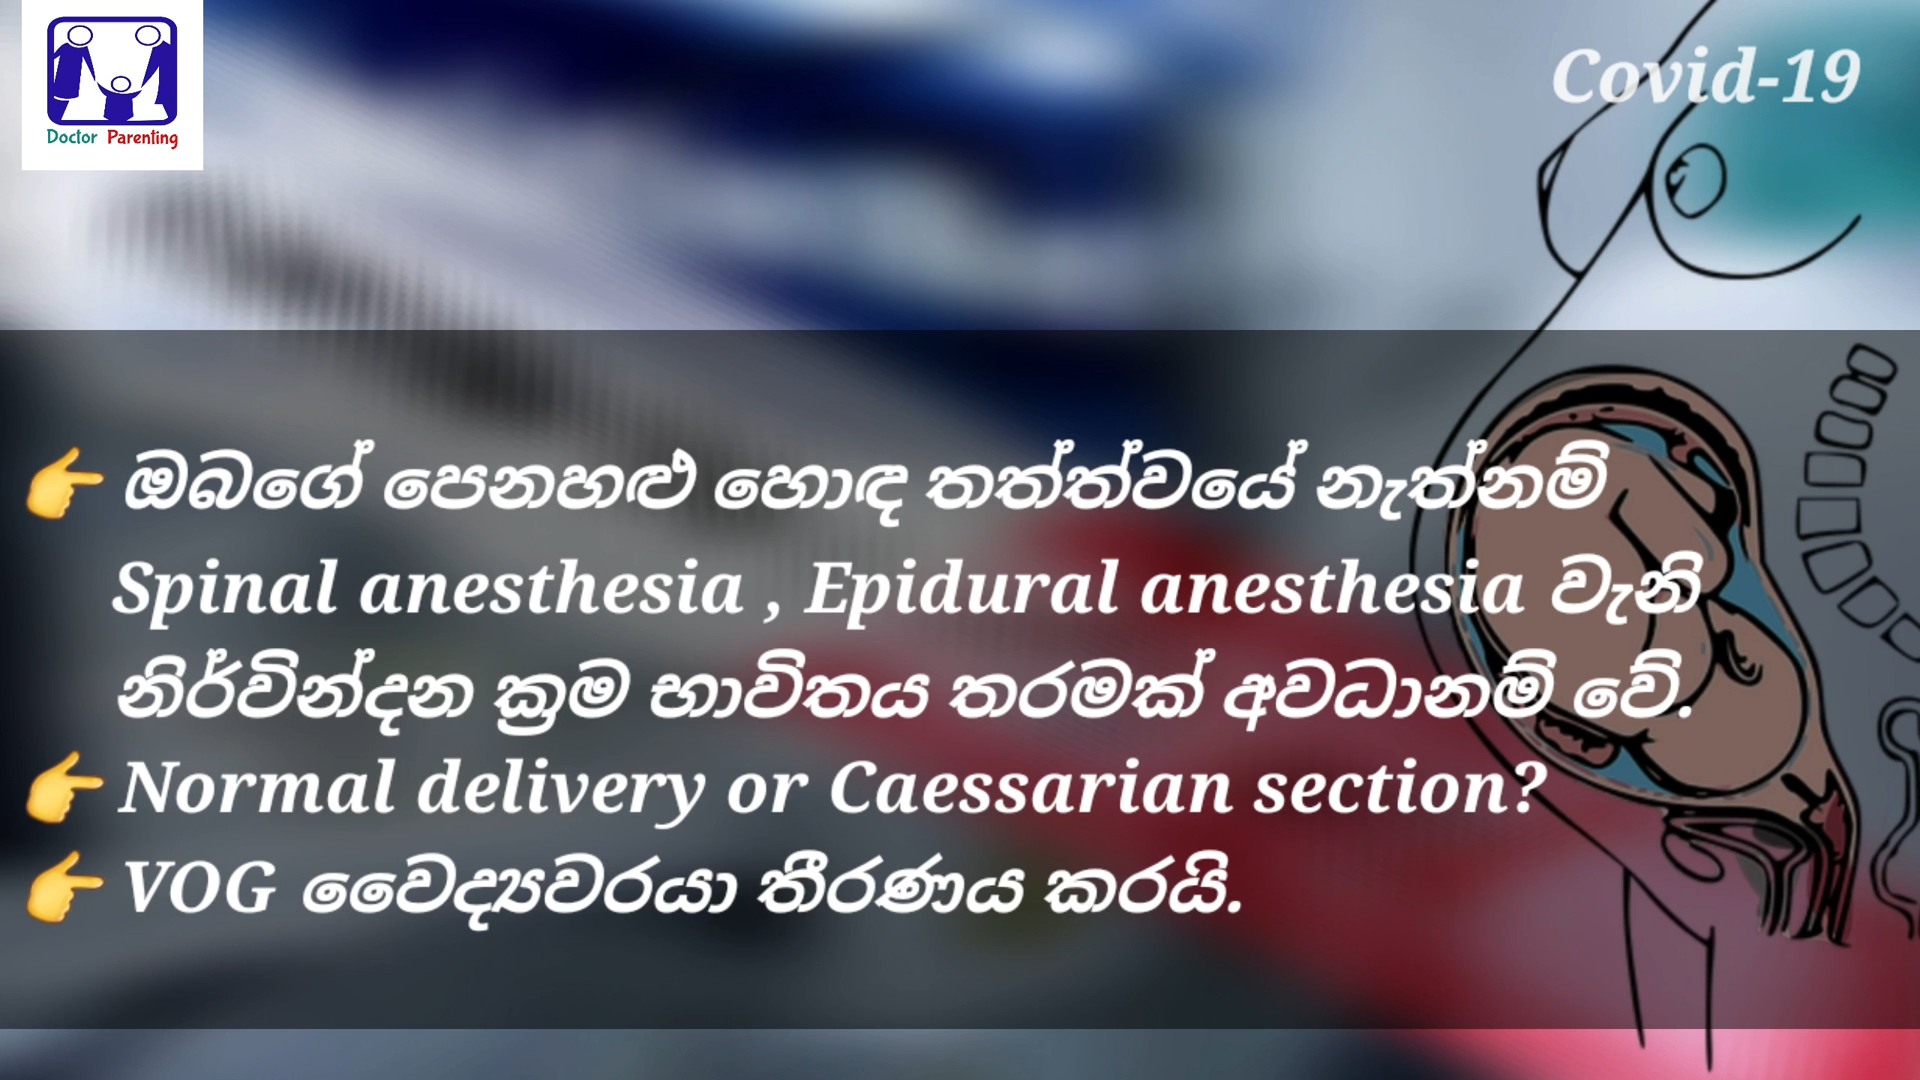 Doctor Parenting
Covid-19
👉 ඔබගේ පෙනහළු හොඳ තත්ත්වයේ නැත්නම්
Spinal anesthesia , Epidural anesthesia වැනි
නිර්වින්දන ක්‍රම භාවිතය තරමක් අවධානම් වේ.
👉 Normal delivery or Caessarian section?
👉 VOG වෛද්‍යවරයා තීරණය කරයි.